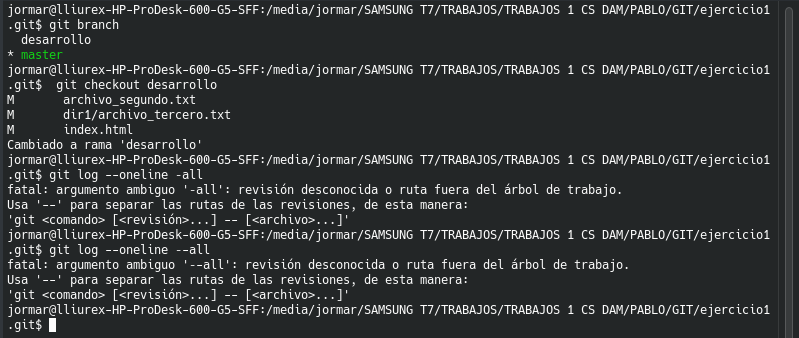 jormar@lliurex-HP-ProDesk-600-G5-SFF:/media/jormar/SAMSUNG T7/TRABAJOS/TRABAJOS 1 CS DAM/PABLO/GIT/ejercicio1
.git$ git branch
  desarrollo
* master
jormar@lliurex-HP-ProDesk-600-G5-SFF:/media/jormar/SAMSUNG T7/TRABAJOS/TRABAJOS 1 CS DAM/PABLO/GIT/ejercicio1
.git$  git checkout desarrollo
M       archivo_segundo.txt
M       dir1/archivo_tercero.txt
M       index.html
Cambiado a rama 'desarrollo'
jormar@lliurex-HP-ProDesk-600-G5-SFF:/media/jormar/SAMSUNG T7/TRABAJOS/TRABAJOS 1 CS DAM/PABLO/GIT/ejercicio1
.git$ git log --oneline -all
fatal: argumento ambiguo '-all': revisión desconocida o ruta fuera del árbol de trabajo.
Usa '--' para separar las rutas de las revisiones, de esta manera:
'git <comando> [<revisión>...] -- [<archivo>...]'
jormar@lliurex-HP-ProDesk-600-G5-SFF:/media/jormar/SAMSUNG T7/TRABAJOS/TRABAJOS 1 CS DAM/PABLO/GIT/ejercicio1
.git$ git log --oneline --all
fatal: argumento ambiguo '--all': revisión desconocida o ruta fuera del árbol de trabajo.
Usa '--' para separar las rutas de las revisiones, de esta manera:
'git <comando> [<revisión>...] -- [<archivo>...]'
jormar@lliurex-HP-ProDesk-600-G5-SFF:/media/jormar/SAMSUNG T7/TRABAJOS/TRABAJOS 1 CS DAM/PABLO/GIT/ejercicio1
.git$